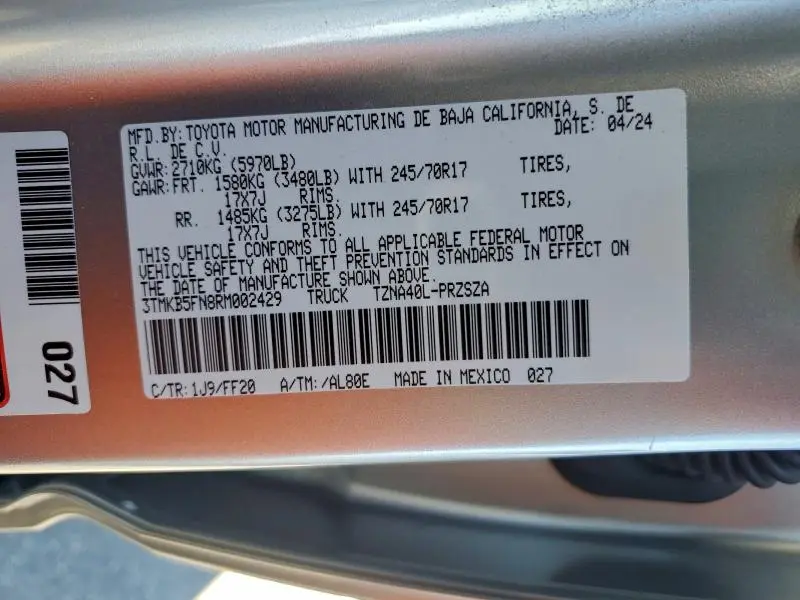 MFD.BY: TOYOTA MOTOR MANUFACTURING DE BAJA CALIFORNIA, S. DE
R.L. DE C.V. DATE: 04/24
GVWR: 2710KG (5970LB)
GAWR: FRT. 1580KG (3480LB) WITH 245/70R17 TIRES,
17X7J RIMS.
RR. 1485KG (3275LB) WITH 245/70R17 TIRES,
17X7J RIMS.
THIS VEHICLE CONFORMS TO ALL APPLICABLE FEDERAL MOTOR
VEHICLE SAFETY AND THEFT PREVENTION STANDARDS IN EFFECT ON
THE DATE OF MANUFACTURE SHOWN ABOVE.
3TMKB5FN8RM002429 TRUCK TZNA40L-PRZSZA
C/TR: 1J9/FF20 A/TM: /AL80E MADE IN MEXICO 027
027